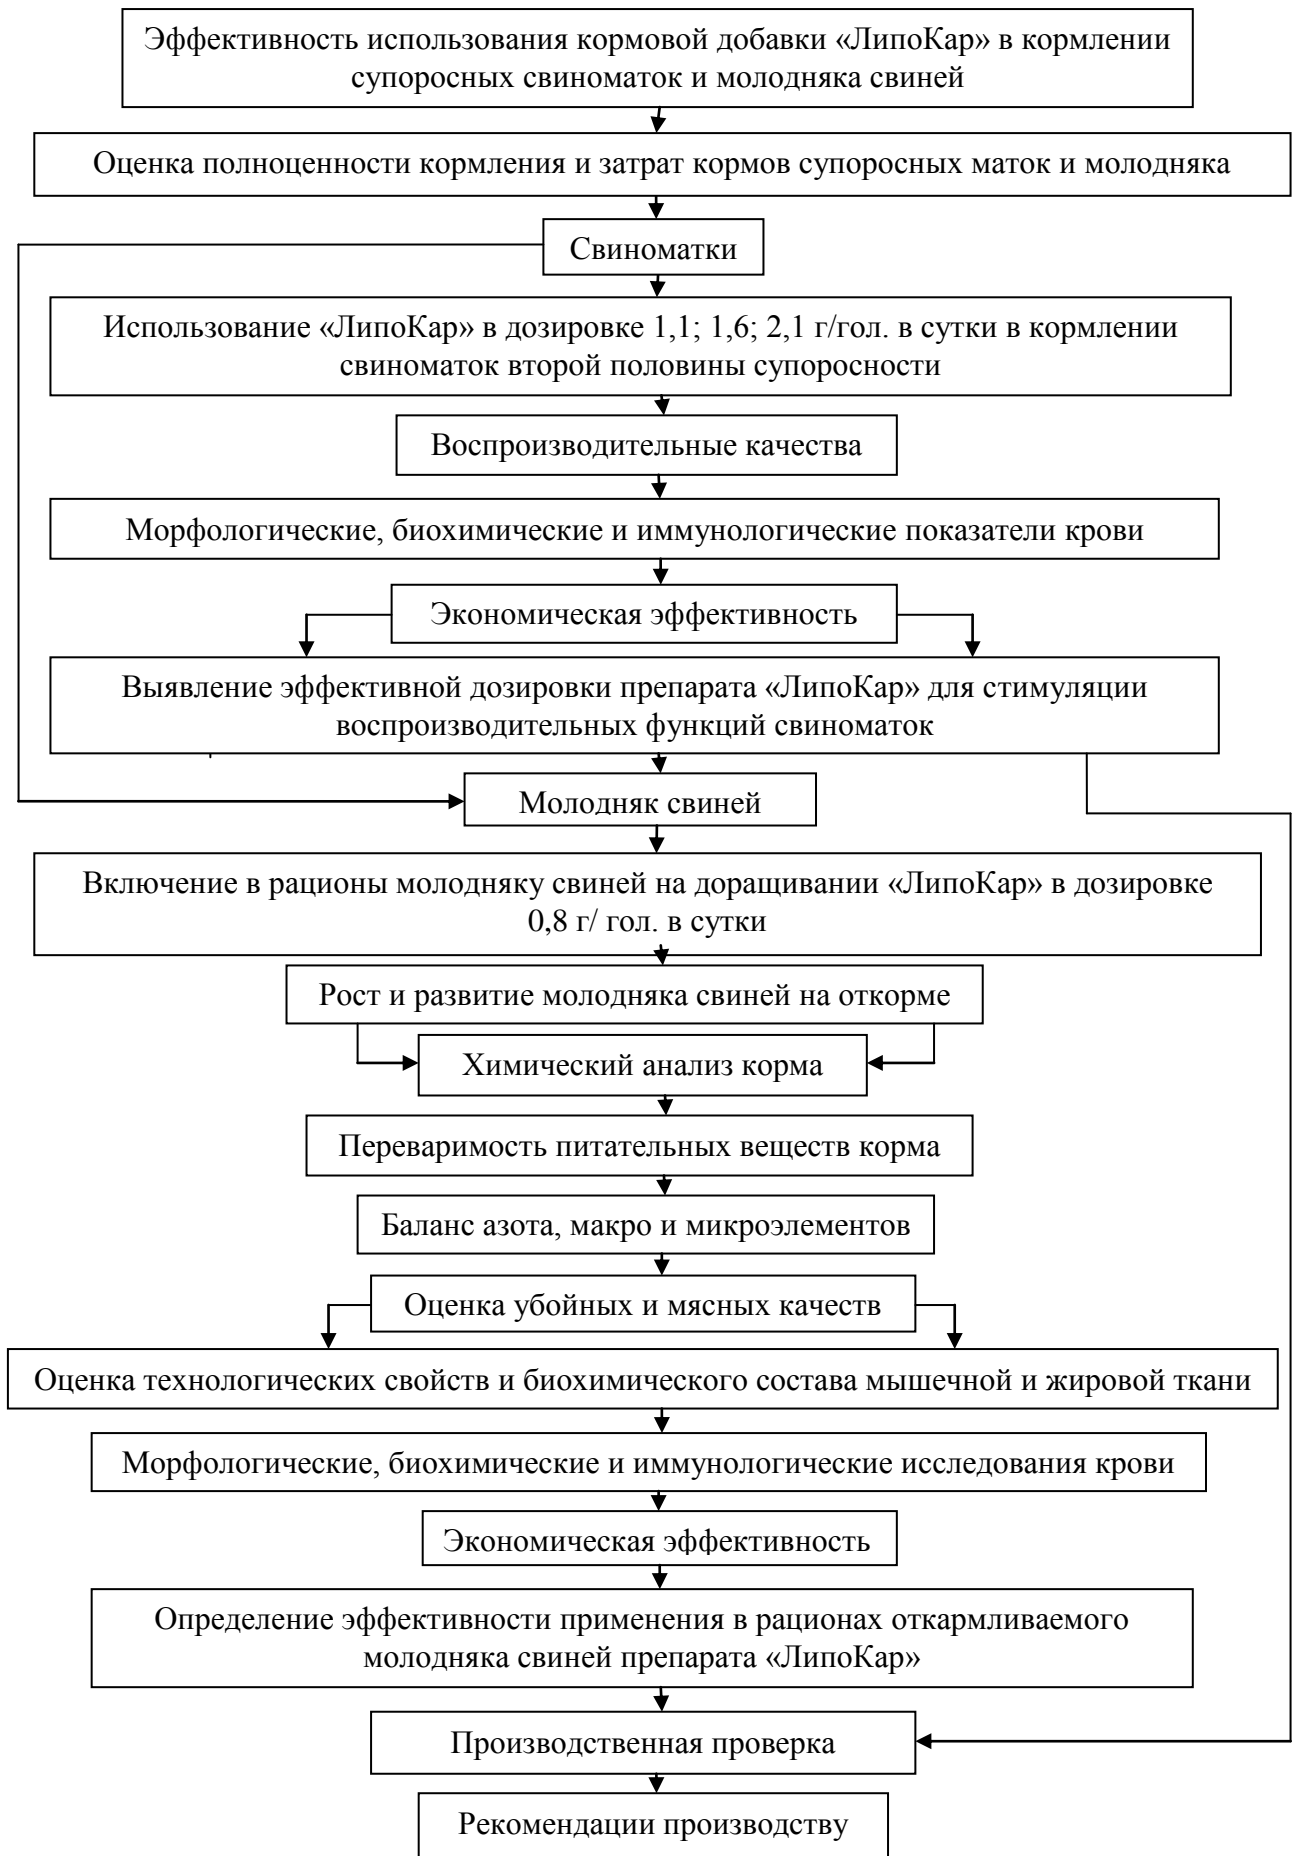 Эффективность использования кормовой добавки «ЛипоКар» в кормлении
супоросных свиноматок и молодняка свиней
Оценка полноценности кормления и затрат кормов супоросных маток и молодняка
Свиноматки
Использование «ЛипоКар» в дозировке 1,1; 1,6; 2,1 г/гол. в сутки в кормлении
свиноматок второй половины супоросности
Воспроизводительные качества
Морфологические, биохимические и иммунологические показатели крови
Экономическая эффективность
Выявление эффективной дозировки препарата «ЛипоКар» для стимуляции
воспроизводительных функций свиноматок
Молодняк свиней
Включение в рационы молодняку свиней на доращивании «ЛипоКар» в дозировке
0,8 г/ гол. в сутки
Рост и развитие молодняка свиней на откорме
Химический анализ корма
Переваримость питательных веществ корма
Баланс азота, макро и микроэлементов
Оценка убойных и мясных качеств
Оценка технологических свойств и биохимического состава мышечной и жировой ткани
Морфологические, биохимические и иммунологические исследования крови
Экономическая эффективность
Определение эффективности применения в рационах откармливаемого
молодняка свиней препарата «ЛипоКар»
Производственная проверка
Рекомендации производству